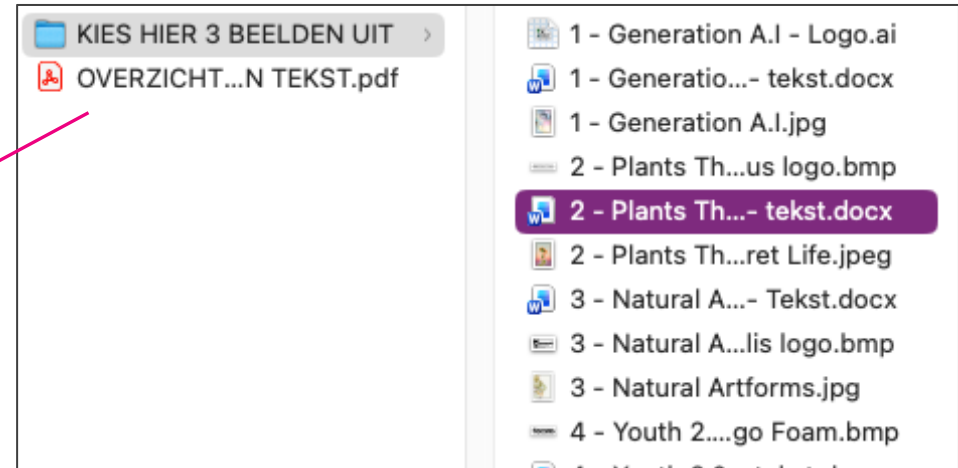 KIES HIER 3 BEELDEN UIT
OVERZICHT...N TEKST.pdf
1 - Generation A.I - Logo.ai
1 - Generatio...- tekst.docx
1 - Generation A.I.jpg
2 - Plants Th...us logo.bmp
2 - Plants Th...- tekst.docx
2 - Plants Th...ret Life.jpeg
3 - Natural A...- Tekst.docx
3 - Natural A...lis logo.bmp
3 - Natural Artforms.jpg
4 - Youth 2....go Foam.bmp